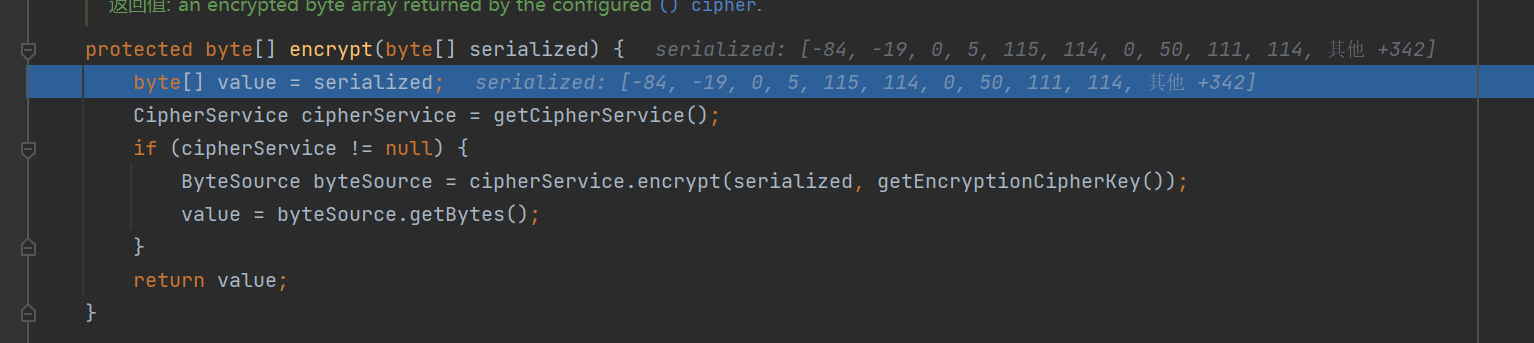 返回值: an encrypted byte array returned by the configured () cipher.
protected byte[] encrypt(byte[] serialized) {   serialized: [-84, -19, 0, 5, 115, 114, 0, 50, 111, 114, 其他 +342]
    byte[] value = serialized;   serialized: [-84, -19, 0, 5, 115, 114, 0, 50, 111, 114, 其他 +342]
    CipherService cipherService = getCipherService();
    if (cipherService != null) {
        ByteSource byteSource = cipherService.encrypt(serialized, getEncryptionCipherKey());
        value = byteSource.getBytes();
    }
    return value;
}